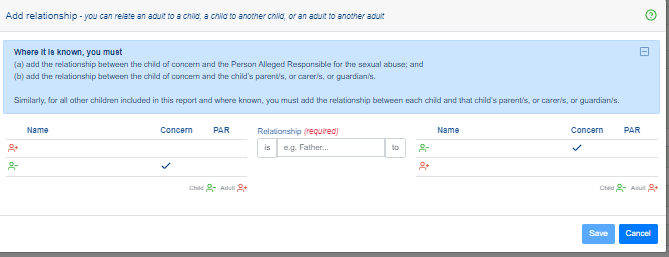 Add relationship - you can relate an adult to a child, a child to another child, or an adult to another adult
Where it is known, you must
(a) add the relationship between the child of concern and the Person Alleged Responsible for the sexual abuse; and
(b) add the relationship between the child of concern and the child's parent/s, or carer/s, or guardian/s.
Similarly, for all other children included in this report and where known, you must add the relationship between each child and that child's parent/s, or carer/s, or guardian/s.
Name Concern PAR
Child Adult
Relationship (required)
is e.g. Father... to
Name Concern PAR
Child Adult
Save Cancel